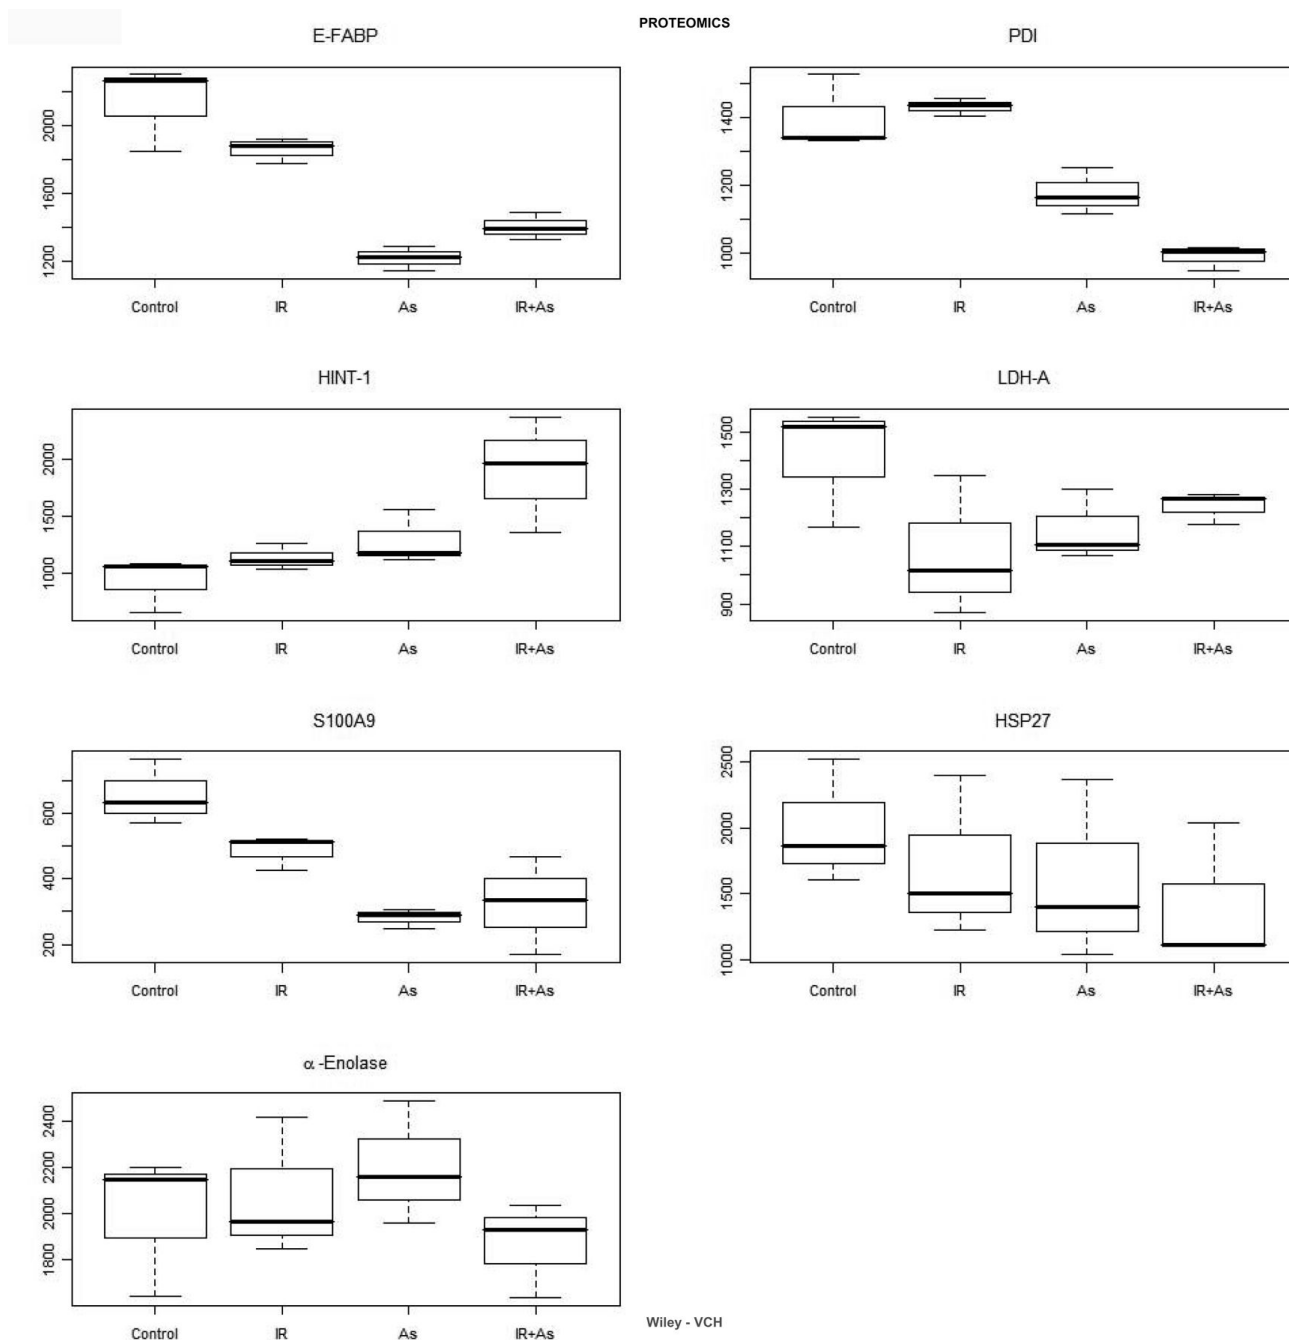 PROTEOMICS
E-FABP
2000
1600
1200
Control IR As IR+As
PDI
1400
1200
1000
Control IR As IR+As
HINT-1
2000
1500
1000
Control IR As IR+As
LDH-A
1500
1300
1100
900
Control IR As IR+As
S100A9
600
400
200
Control IR As IR+As
HSP27
2500
2000
1500
1000
Control IR As IR+As
α-Enolase
2400
2200
2000
1800
Control IR As IR+As
Wiley - VCH